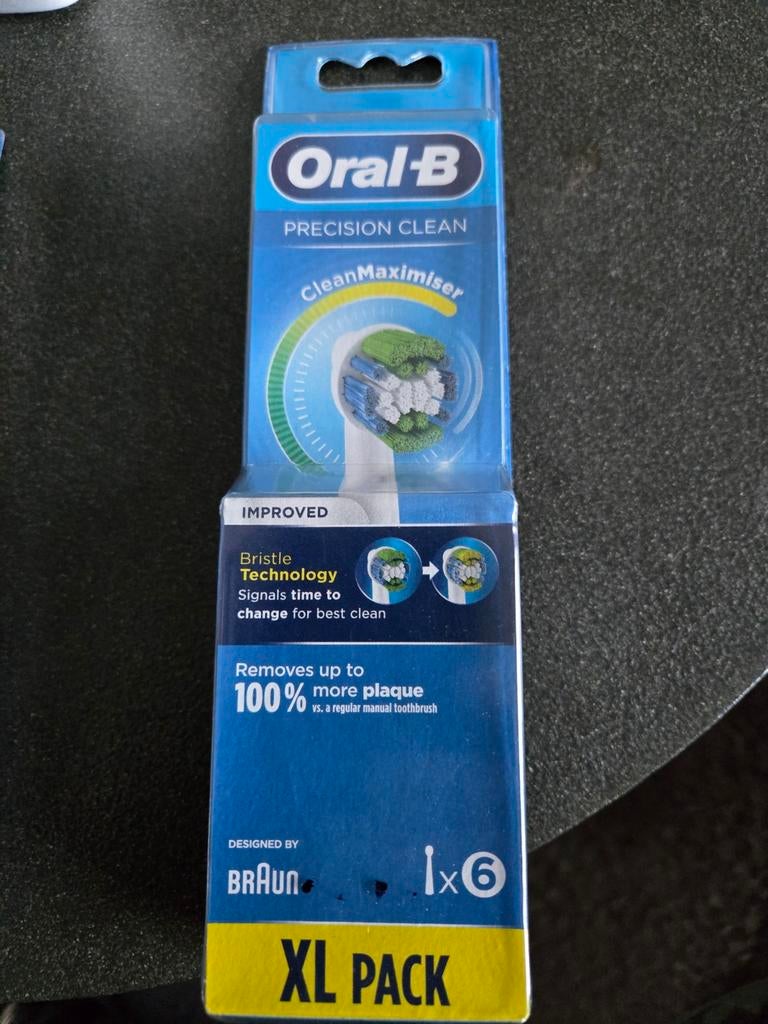 Oral-B
PRECISION CLEAN
CleanMaximiser
IMPROVED
Bristle
Technology
Signals time to
change for best clean
Removes up to
100% more plaque
vs. a regular manual toothbrush
DESIGNED BY
BRAUN
x6
XL PACK